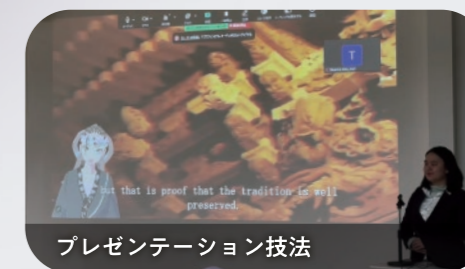 T
but that is proof that the tradition is well
preserved.
プレゼンテーション技法